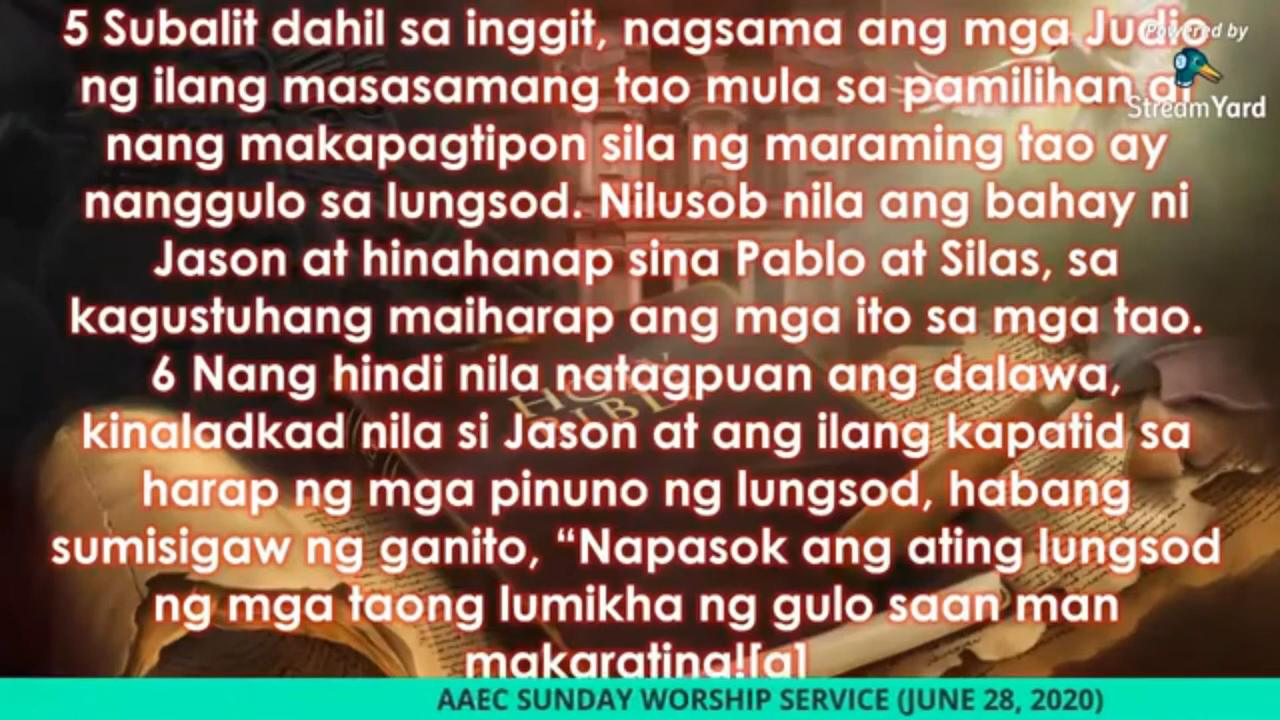 5 Subalit dahil sa inggit, nagsama ang mga Judio
Powered by
ng ilang masasamang tao mula sa pamilihan at
StreamYard
nang makapagtipon sila ng maraming tao ay
nanggulo sa lungsod. Nilusob nila ang bahay ni
Jason at hinahanap sina Pablo at Silas, sa
kagustuhang maiharap ang mga ito sa mga tao.
6 Nang hindi nila natagpuan ang dalawa,
HOLY
BIBLE
kinaladkad nila si Jason at ang ilang kapatid sa
harap ng mga pinuno ng lungsod, habang
sumisigaw ng ganito, “Napasok ang ating lungsod
ng mga taong lumikha ng gulo saan man
makarating![a]
AAEC SUNDAY WORSHIP SERVICE (JUNE 28, 2020)